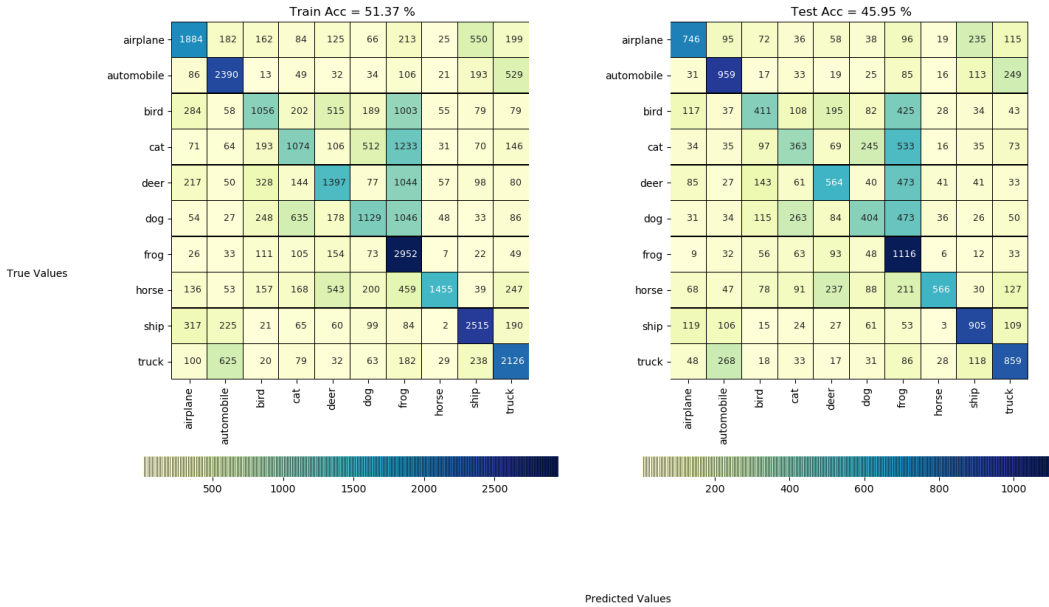 Train Acc = 51.37 %
airplane 1884 182 162 84 125 66 213 25 550 199
automobile 86 2390 13 49 32 34 106 21 193 529
bird 284 58 1056 202 515 189 1003 55 79 79
cat 71 64 193 1074 106 512 1233 31 70 146
deer 217 50 328 144 1397 77 1044 57 98 80
dog 54 27 248 635 178 1129 1046 48 33 86
frog 26 33 111 105 154 73 2952 7 22 49
horse 136 53 157 168 543 200 459 1455 39 247
ship 317 225 21 65 60 99 84 2 2515 190
truck 100 625 20 79 32 63 182 29 238 2126
airplane automobile bird cat deer dog frog horse ship truck
500 1000 1500 2000 2500
True Values
Test Acc = 45.95 %
airplane 746 95 72 36 58 38 96 19 235 115
automobile 31 959 17 33 19 25 85 16 113 249
bird 117 37 411 108 195 82 425 28 34 43
cat 34 35 97 363 69 245 533 16 35 73
deer 85 27 143 61 564 40 473 41 41 33
dog 31 34 115 263 84 404 473 36 26 50
frog 9 32 56 63 93 48 1116 6 12 33
horse 68 47 78 91 237 88 211 566 30 127
ship 119 106 15 24 27 61 53 3 905 109
truck 48 268 18 33 17 31 86 28 118 859
airplane automobile bird cat deer dog frog horse ship truck
200 400 600 800 1000
Predicted Values